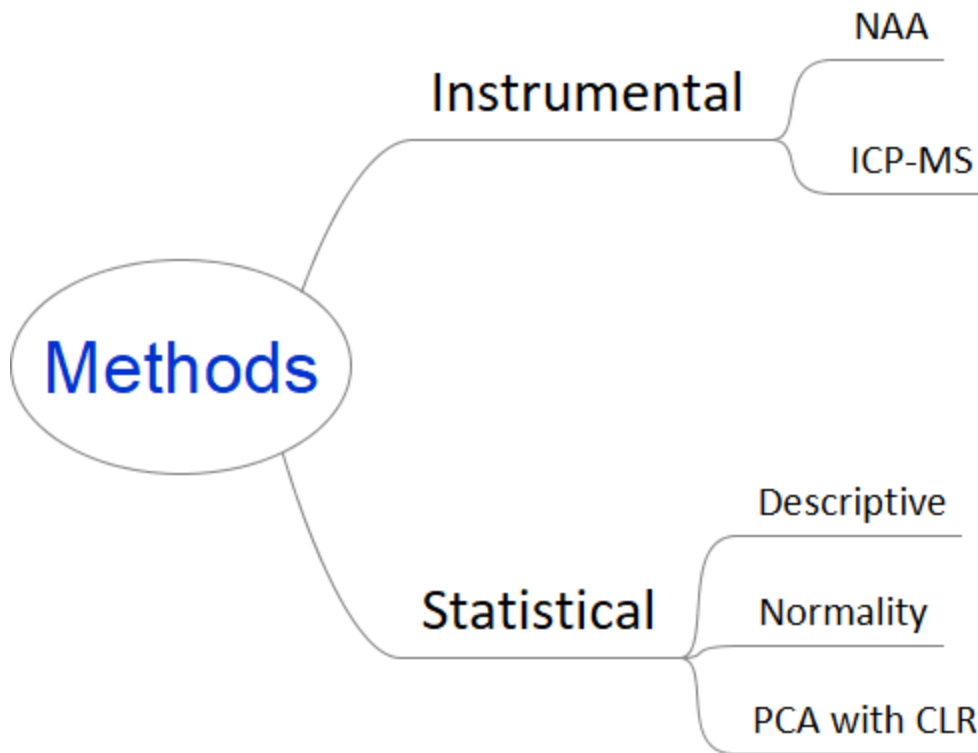 Methods
Instrumental
NAA
ICP-MS
Statistical
Descriptive
Normality
PCA with CLR